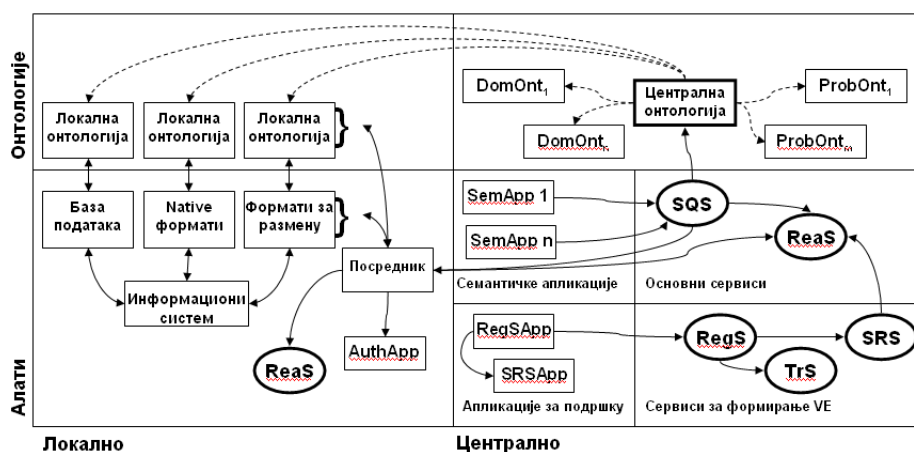 Онтологије
Алати
Локална
онтологија
Локална
онтологија
Локална
онтологија
}
DomOnt1
DomOntn
Централна
онтологија
ProbOnt1
ProbOntm
База
података
Native
формати
Формати за
размену
}
Информациони
систем
Посредник
ReaS
AuthApp
SemApp 1
SemApp n
Семантичке апликације
SQS
ReaS
Основни сервиси
RegSApp
SRSApp
Апликације за подршку
RegS
TrS
SRS
Сервиси за формирање VE
Локално
Централно